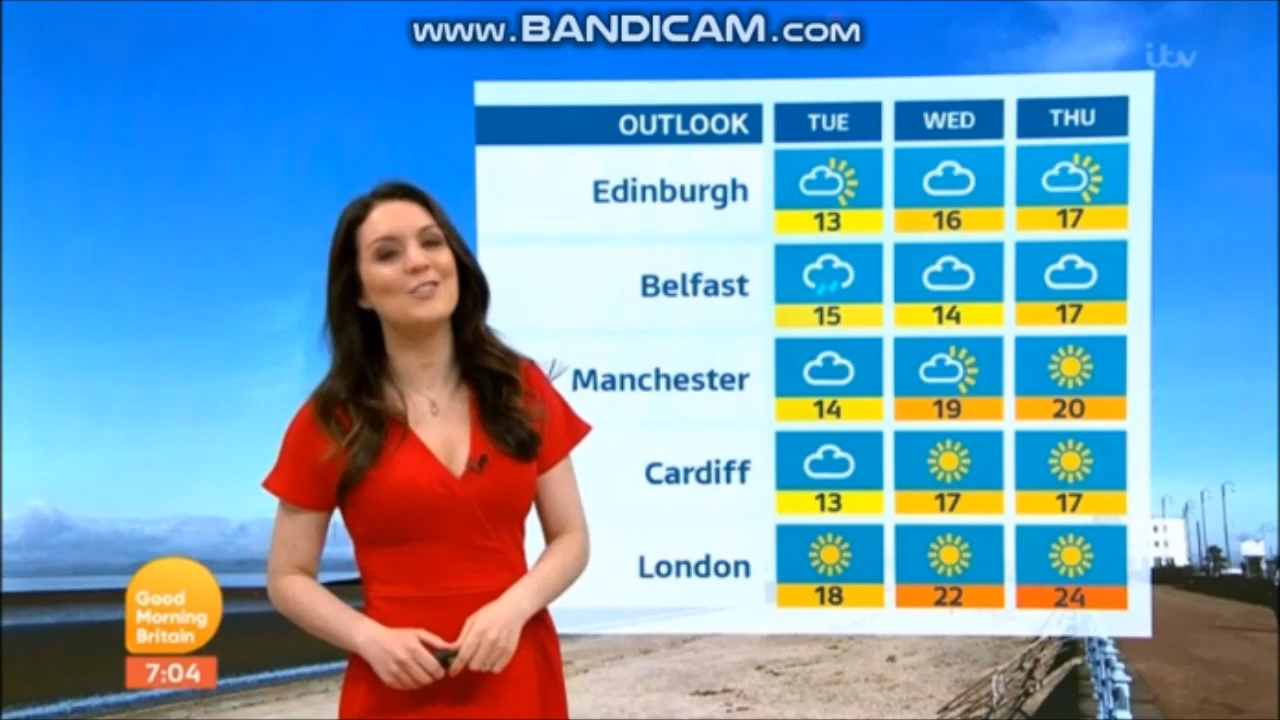 www.BANDICAM.com
itv
OUTLOOK TUE WED THU
Edinburgh 13 16 17
Belfast 15 14 17
Manchester 14 19 20
Cardiff 13 17 17
London 18 22 24
Good
Morning
Britain
7:04